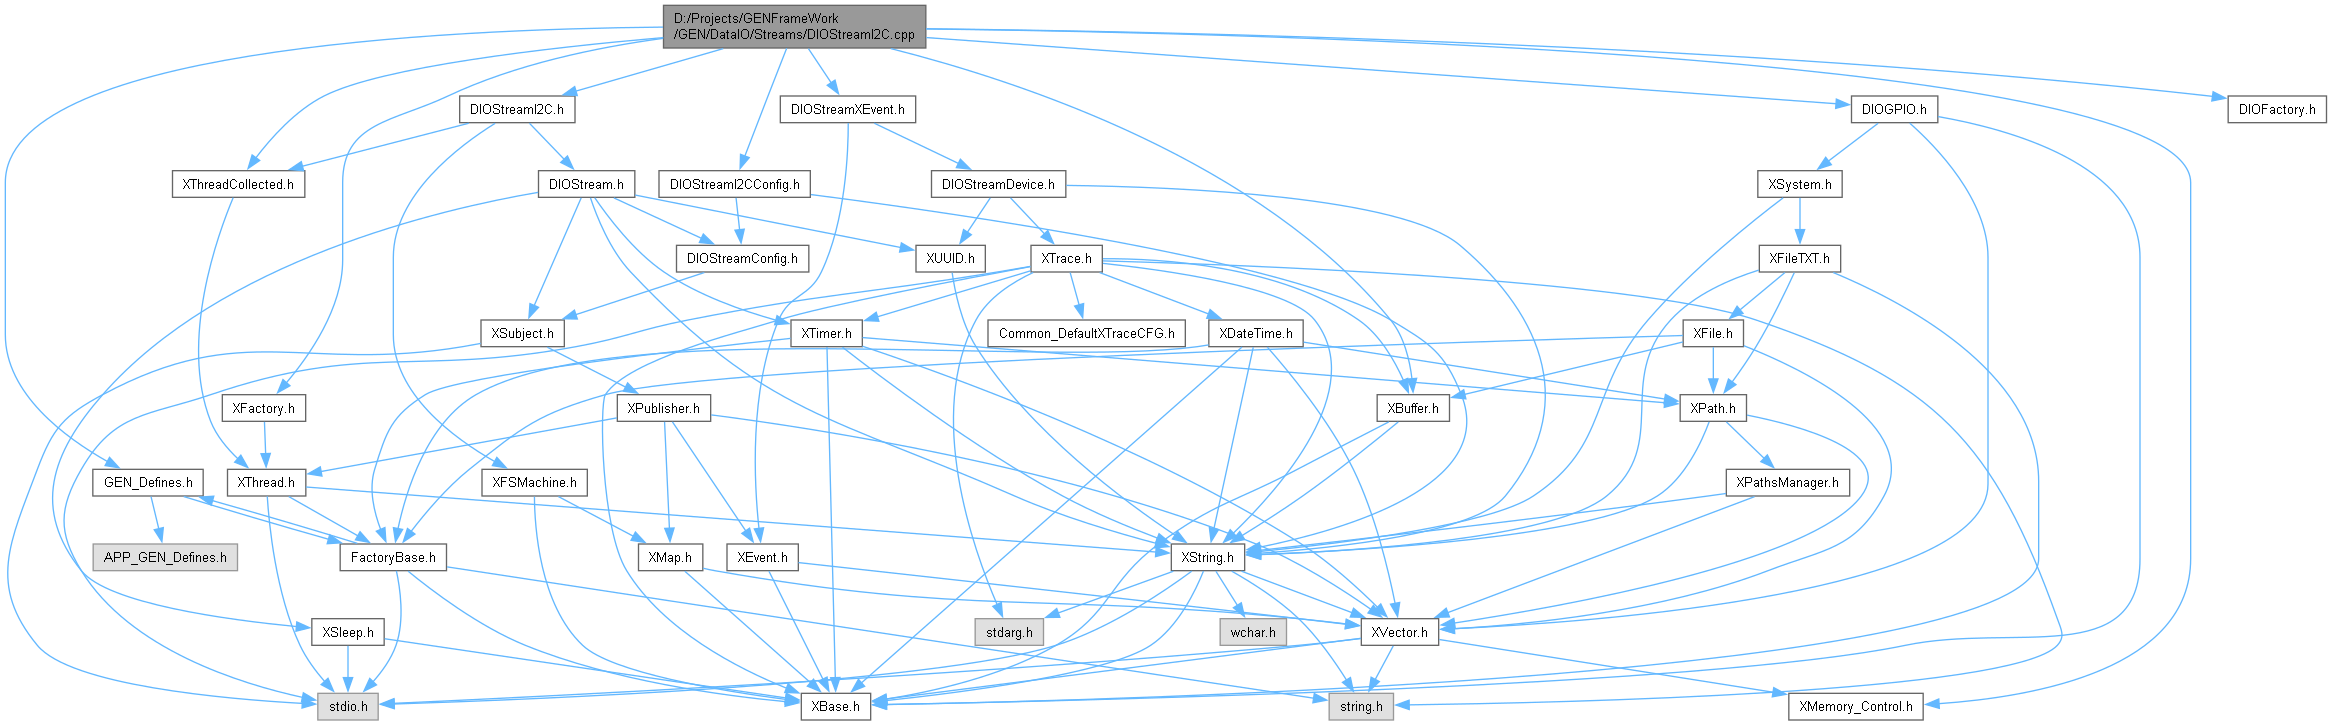 D:/Projects/GENFrameWork
/GEN/DataIO/Streams/DIOStreamI2C.cpp
DIOStreamI2C.h
DIOStreamXEvent.h
DIOGPIO.h
DIOFactory.h
XThreadCollected.h
DIOStream.h
DIOStreamI2CConfig.h
DIOStreamDevice.h
XSystem.h
DIOStreamConfig.h
XUUID.h
XTrace.h
XFileTXT.h
XSubject.h
XTimer.h
Common_DefaultXTraceCFG.h
XDateTime.h
XFile.h
XFactory.h
XPublisher.h
XBuffer.h
XPath.h
GEN_Defines.h
XThread.h
XFSMachine.h
XPathsManager.h
APP_GEN_Defines.h
FactoryBase.h
XMap.h
XEvent.h
XString.h
XSleep.h
stdarg.h
wchar.h
XVector.h
stdio.h
XBase.h
string.h
XMemory_Control.h